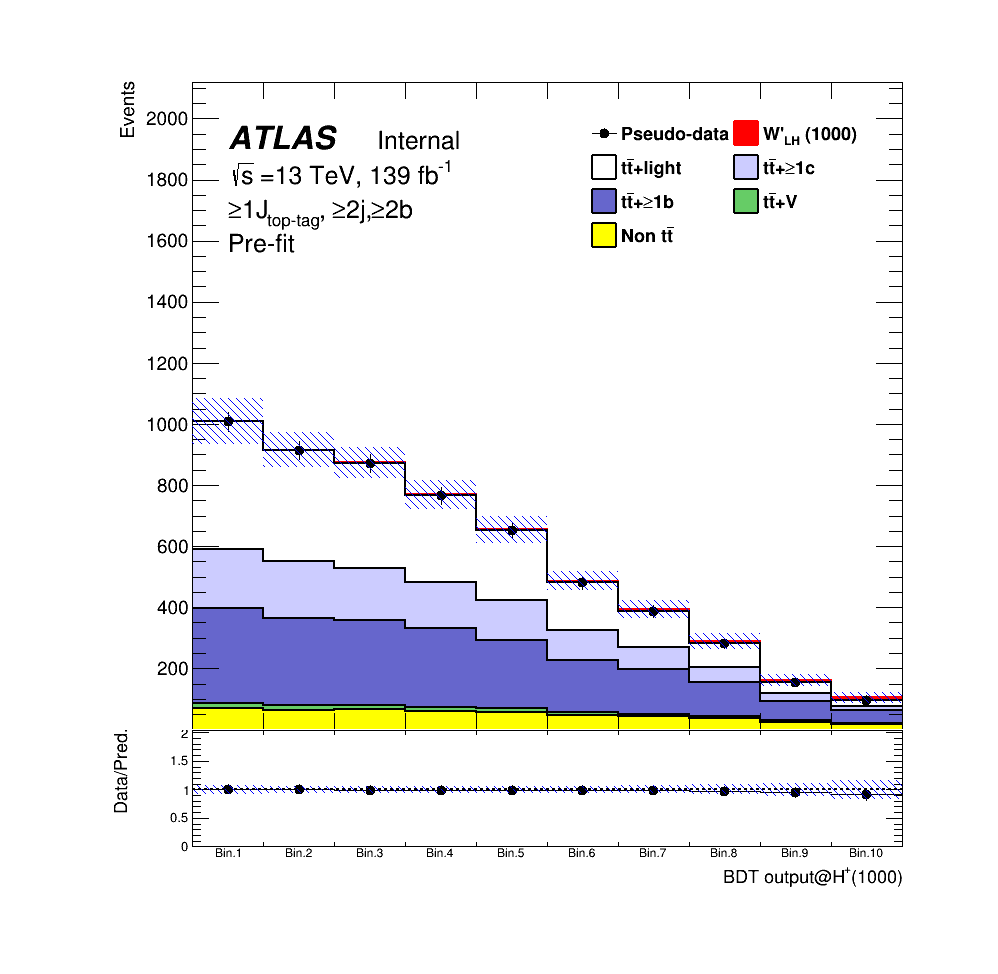 Events
2000
1800
1600
1400
1200
1000
800
600
400
200
ATLAS Internal
√s =13 TeV, 139 fb⁻¹
≥1J_top-tag, ≥2j,≥2b
Pre-fit
Pseudo-data W'_LH (1000)
tt̄+light tt̄+≥1c
tt̄+≥1b tt̄+V
Non tt̄
Data/Pred.
2
1.5
1
0.5
0
Bin.1 Bin.2 Bin.3 Bin.4 Bin.5 Bin.6 Bin.7 Bin.8 Bin.9 Bin.10
BDT output@H⁺(1000)